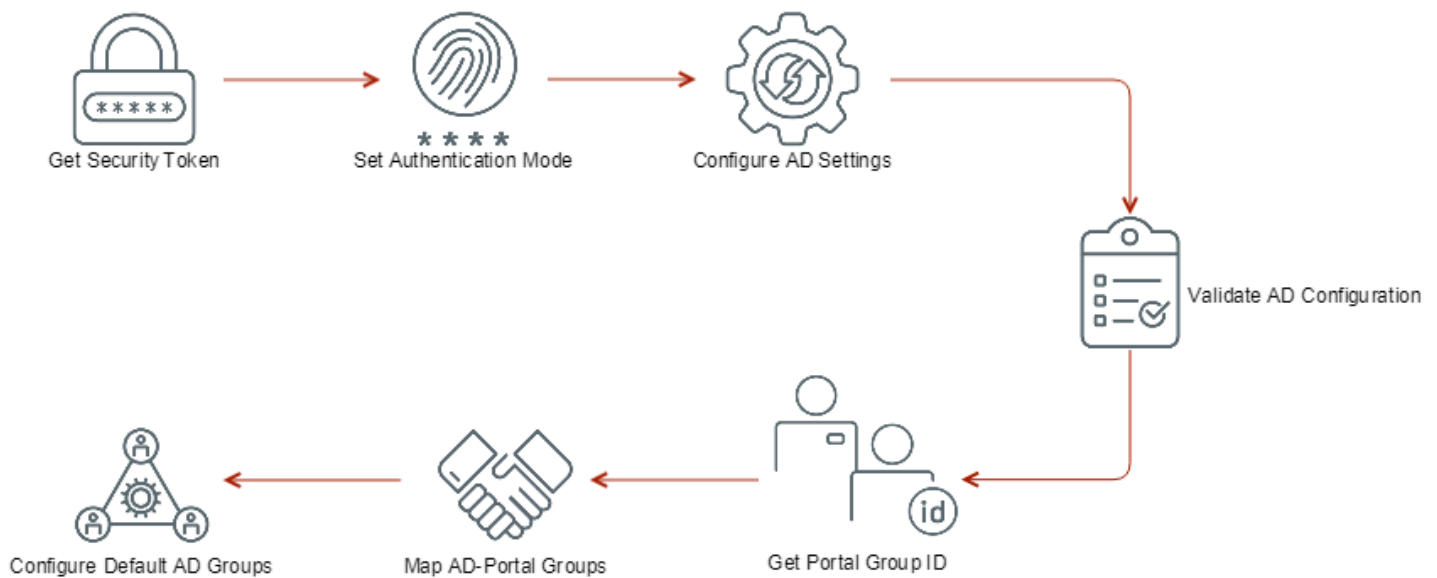 *****
****
Get Security Token
Set Authentication Mode
Configure AD Settings
Validate AD Configuration
id
Get Portal Group ID
Map AD-Portal Groups
Configure Default AD Groups